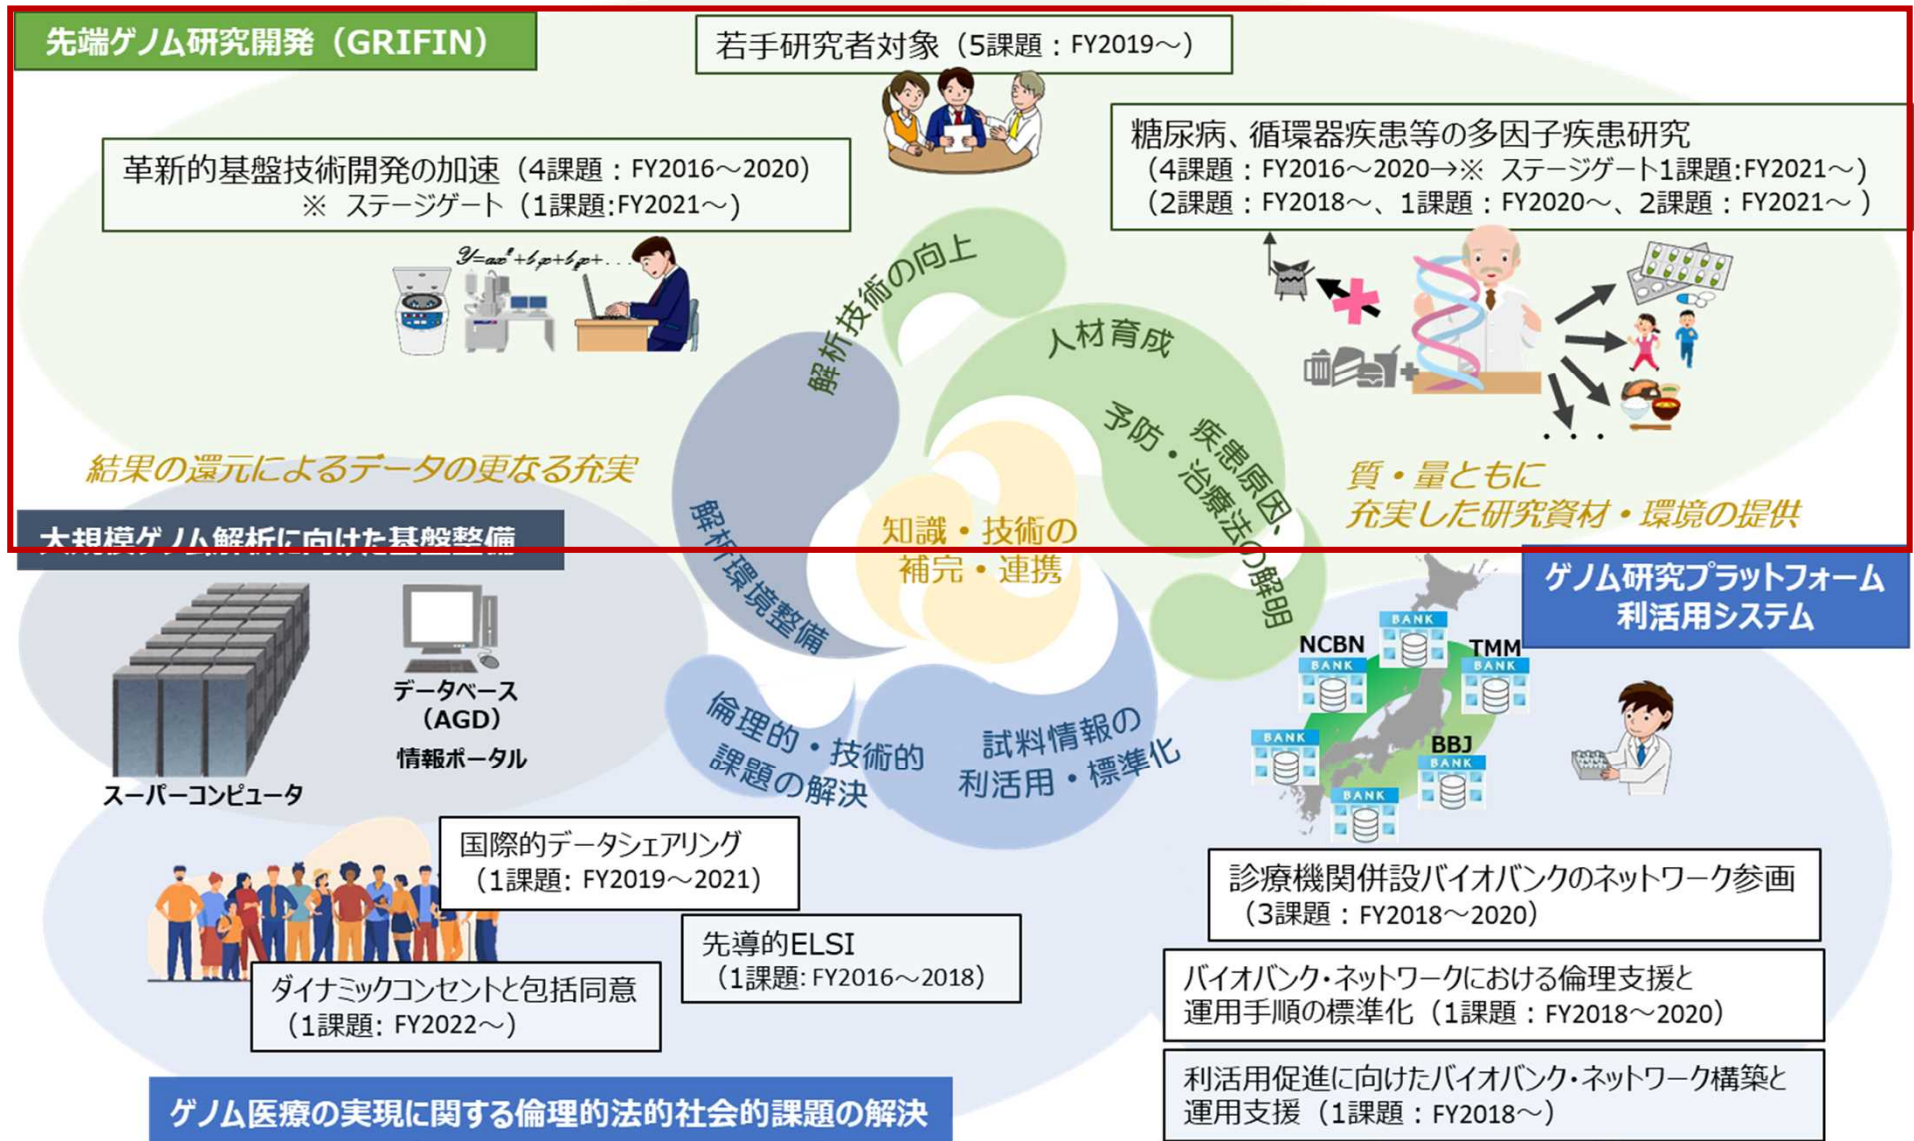 先端ゲノム研究開発（GRIFIN）
若手研究者対象（5課題：FY2019～）
革新的基盤技術開発の加速（4課題：FY2016～2020）
※ ステージゲート（1課題:FY2021～）
糖尿病、循環器疾患等の多因子疾患研究
（4課題：FY2016～2020→※ ステージゲート1課題:FY2021～）
（2課題：FY2018～、1課題：FY2020～、2課題：FY2021～ ）
解析技術の向上
人材育成
疾患原因、
予防・治療法の解明
結果の還元によるデータの更なる充実
質・量ともに
充実した研究資材・環境の提供
知識・技術の
補完・連携
解析環境整備
大規模ゲノム解析に向けた基盤整備
スーパーコンピュータ
データベース
（AGD）
情報ポータル
倫理的・技術的
課題の解決
試料情報の
利活用・標準化
ゲノム研究プラットフォーム
利活用システム
BANK
NCBN
BANK
TMM
BANK
BANK
BBJ
BANK
BANK
国際的データシェアリング
（1課題: FY2019～2021）
先導的ELSI
（1課題: FY2016～2018）
ダイナミックコンセントと包括同意
（1課題: FY2022～）
ゲノム医療の実現に関する倫理的法的社会的課題の解決
診療機関併設バイオバンクのネットワーク参画
（3課題：FY2018～2020）
バイオバンク・ネットワークにおける倫理支援と
運用手順の標準化（1課題：FY2018～2020）
利活用促進に向けたバイオバンク・ネットワーク構築と
運用支援（1課題：FY2018～）